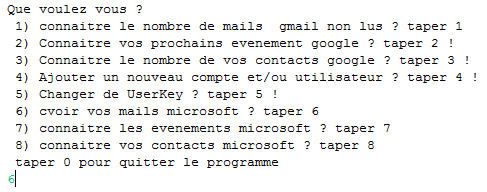 Que voulez vous ?
1) connaitre le nombre de mails  gmail non lus ? taper 1
2) Connaitre vos prochains evenement google ? taper 2 !
3) Connaitre le nombre de vos contacts google ? taper 3 !
4) Ajouter un nouveau compte et/ou utilisateur ? taper 4 !
5) Changer de UserKey ? taper 5 !
6) cvoir vos mails microsoft ? taper 6
7) connaitre les evenements microsoft ? taper 7
8) connaitre vos contacts microsoft ? taper 8
taper 0 pour quitter le programme
6